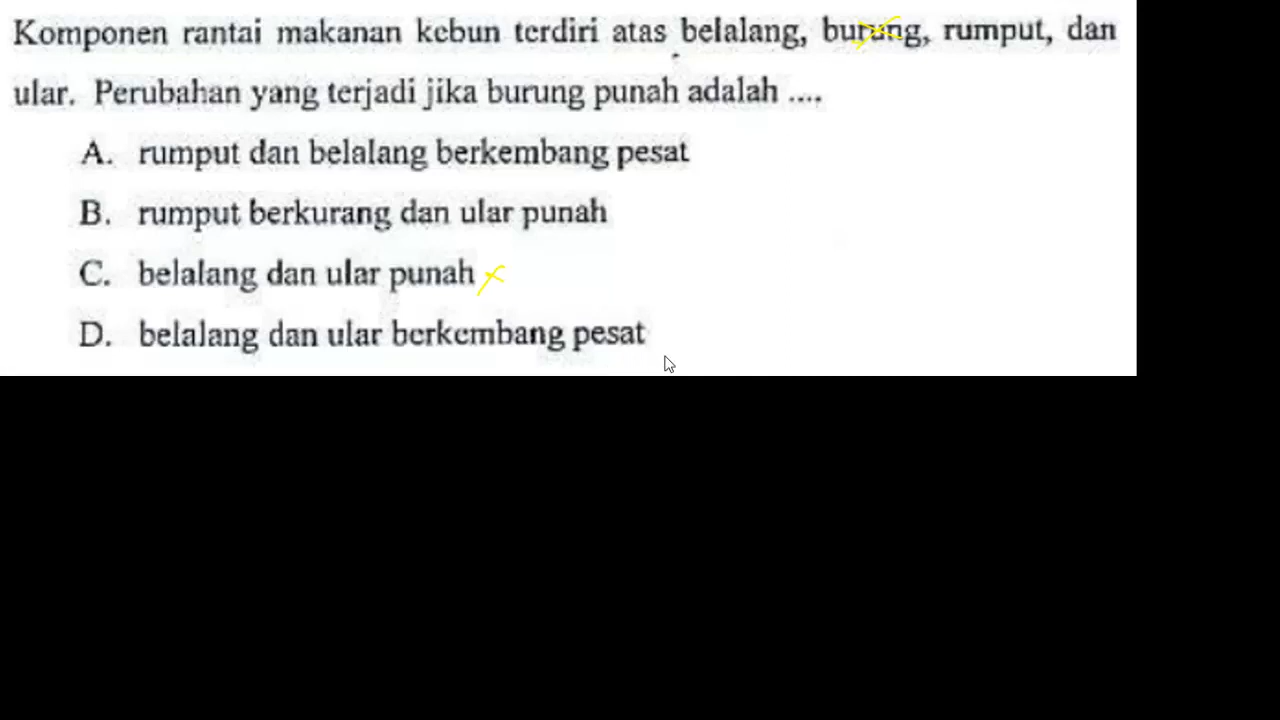 Komponen rantai makanan kebun terdiri atas belalang, burung, rumput, dan
ular. Perubahan yang terjadi jika burung punah adalah ....
A. rumput dan belalang berkembang pesat
B. rumput berkurang dan ular punah
C. belalang dan ular punah
D. belalang dan ular berkembang pesat